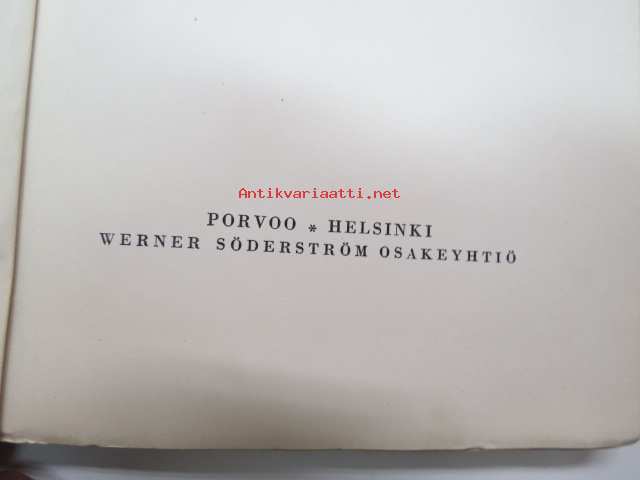 Antikvariaatti.net
PORVOO * HELSINKI
WERNER SÖDERSTRÖM OSAKEYHTIÖ